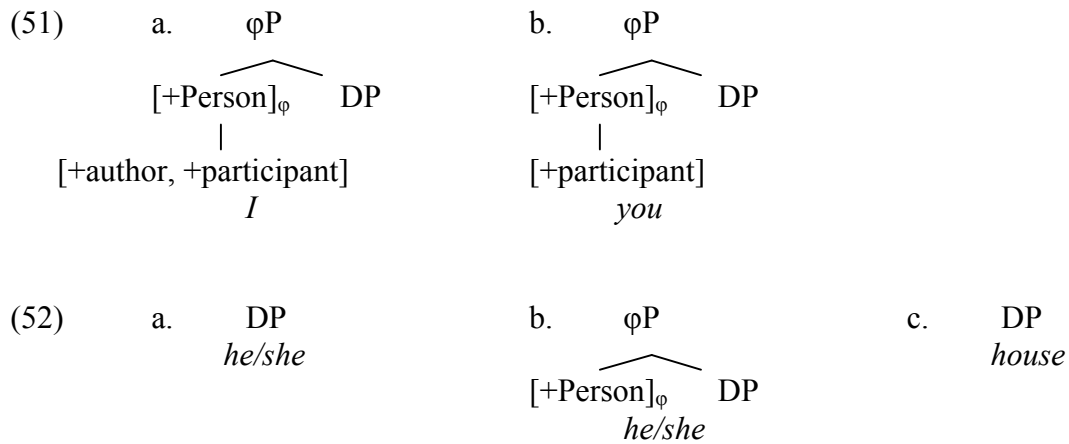 (51) a. φP b. φP
[+Person]φ DP [+Person]φ DP
[+author, +participant] [+participant]
I you
(52) a. DP b. φP c. DP
he/she house
[+Person]φ DP
he/she